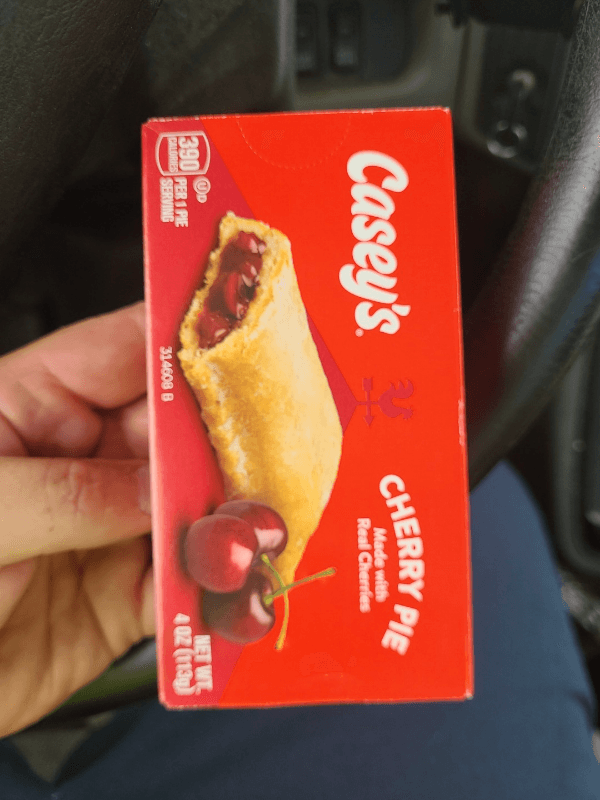 Casey's
CHERRY PIE
Made with
Real Cherries
390
CALORIES
PER 1 PIE
SERVING
U D
314608 B
NET WT.
4 OZ (113g)